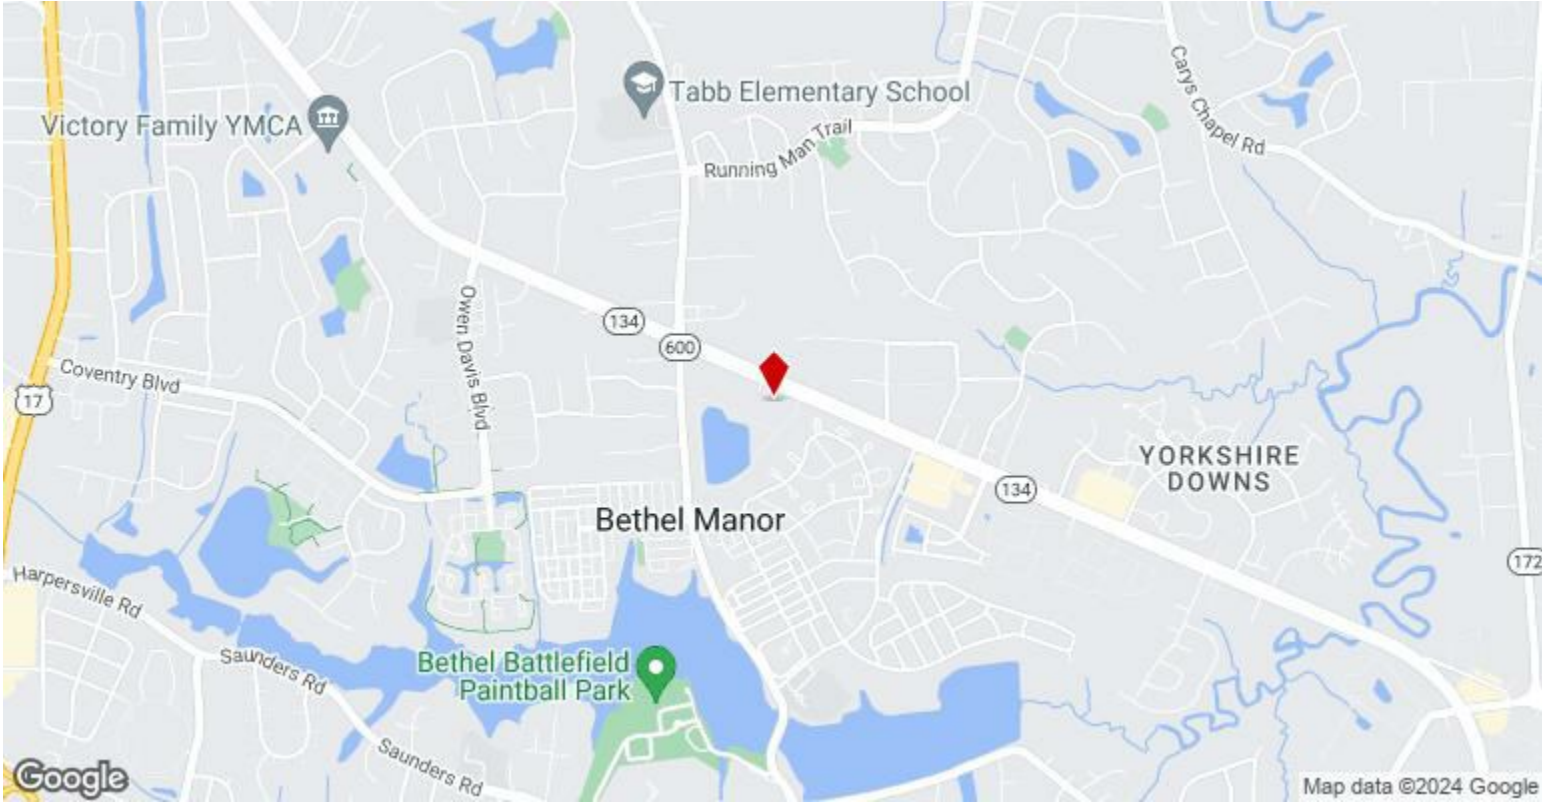 Tabb Elementary School
Carys Chapel Rd
Victory Family YMCA
Running Man Trail
Owen Davis Blvd
134
600
Coventry Blvd
17
YORKSHIRE
DOWNS
134
Bethel Manor
172
Harpersville Rd
Saunders Rd
Bethel Battlefield
Paintball Park
Saunders Rd
Google
Map data ©2024 Google